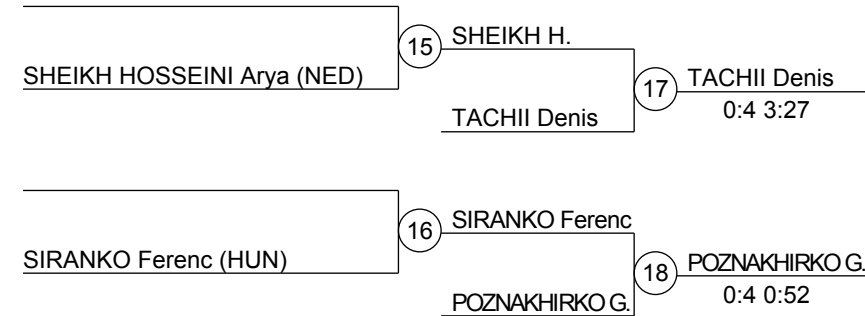 15 SHEIKH H.
SHEIKH HOSSEINI Arya (NED)
17 TACHII Denis
0:4 3:27
TACHII Denis
16 SIRANKO Ferenc
SIRANKO Ferenc (HUN)
18 POZNAKHIRKO G.
0:4 0:52
POZNAKHIRKO G.